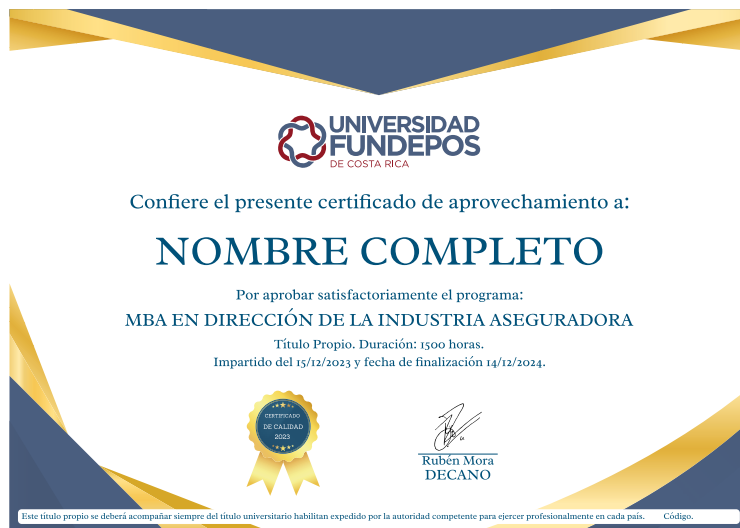 UNIVERSIDAD
FUNDEPOS
DE COSTA RICA
Confiere el presente certificado de aprovechamiento a:
NOMBRE COMPLETO
Por aprobar satisfactoriamente el programa:
MBA EN DIRECCIÓN DE LA INDUSTRIA ASEGURADORA
Título Propio. Duración: 1500 horas.
Impartido del 15/12/2023 y fecha de finalización 14/12/2024.
CERTIFICADO
DE CALIDAD
2023
Rubén Mora
DECANO
Este título propio se deberá acompañar siempre del título universitario habilitan expedido por la autoridad competente para ejercer profesionalmente en cada país. Código.